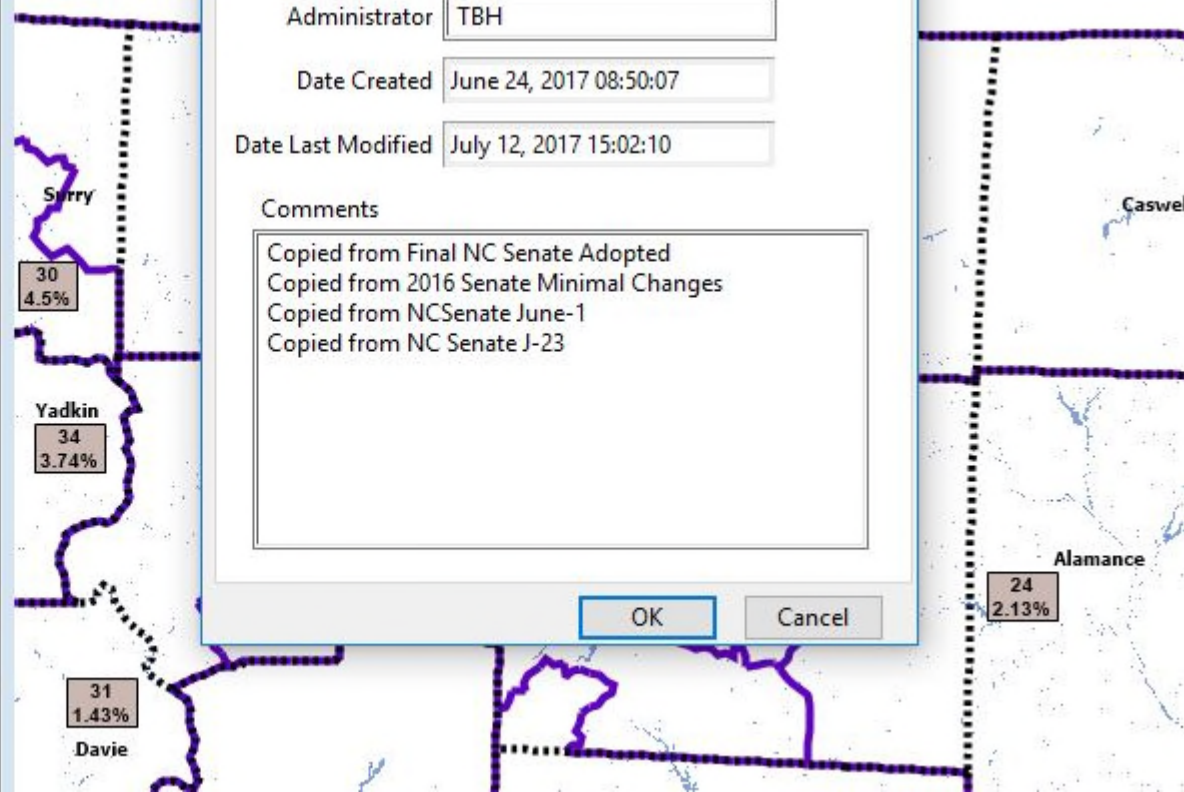 Administrator TBH
Date Created June 24, 2017 08:50:07
Date Last Modified July 12, 2017 15:02:10
Comments
Copied from Final NC Senate Adopted
Copied from 2016 Senate Minimal Changes
Copied from NCSenate June-1
Copied from NC Senate J-23
OK Cancel
Surry
30
4.5%
Yadkin
34
3.74%
31
1.43%
Davie
Caswel
Alamance
24
2.13%